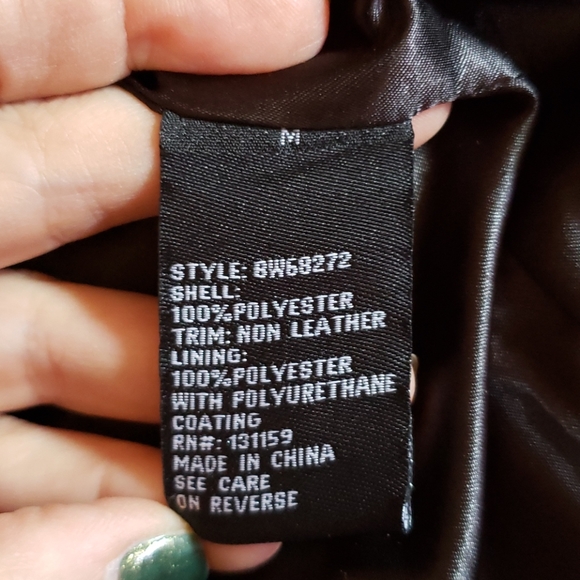 M
STYLE: 8W68272
SHELL:
100%POLYESTER
TRIM: NON LEATHER
LINING:
100%POLYESTER
WITH POLYURETHANE
COATING
RN#: 131159
MADE IN CHINA
SEE CARE
ON REVERSE